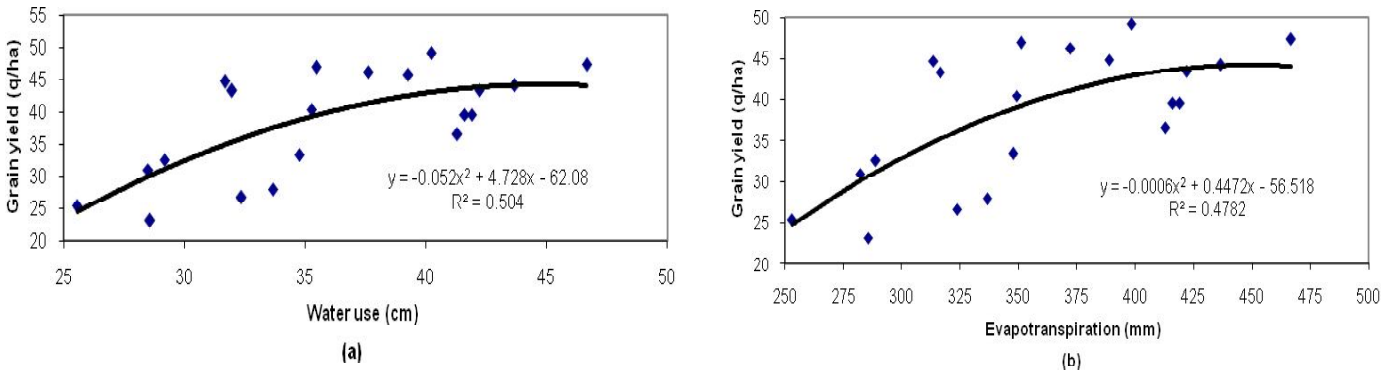 55
50
45
40
35
30
25
20
Grain yield (q/ha)
y = -0.052x² + 4.728x - 62.08
R² = 0.504
25 30 35 40 45 50
Water use (cm)
(a)
50
45
40
35
30
25
20
Grain yield (q/ha)
y = -0.0006x² + 0.4472x - 56.518
R² = 0.4782
250 275 300 325 350 375 400 425 450 475 500
Evapotranspiration (mm)
(b)